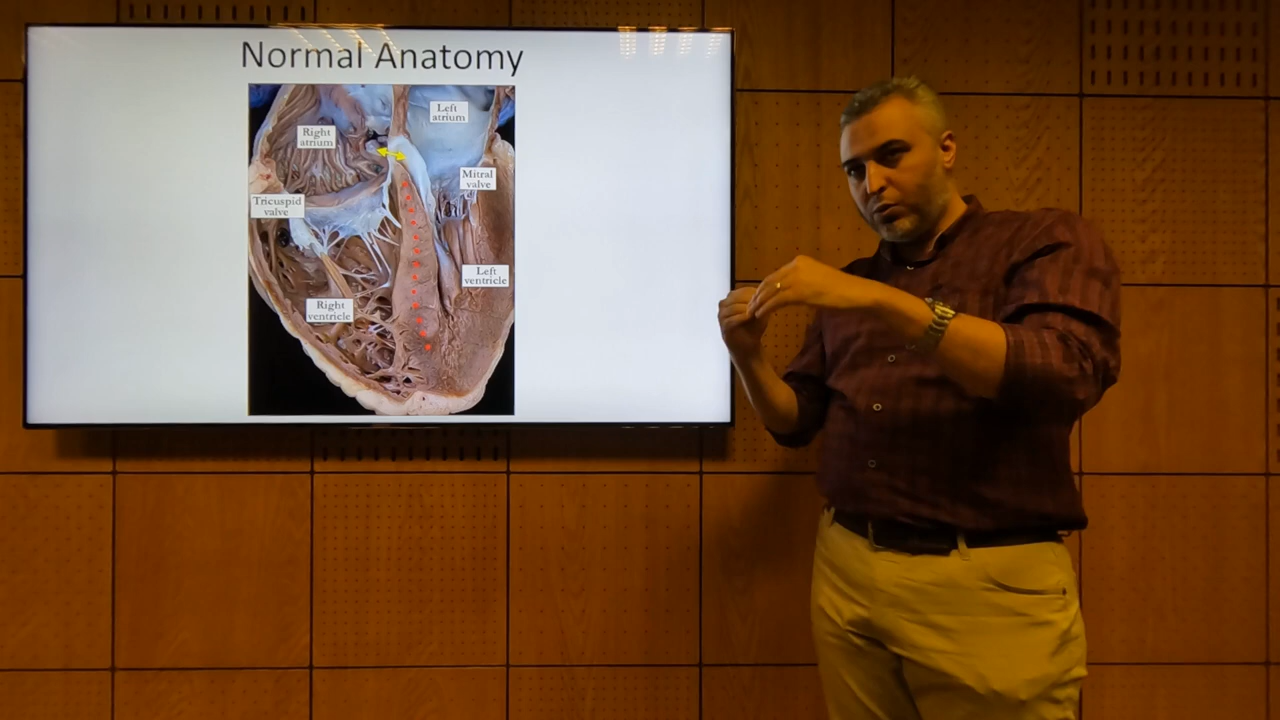 Normal Anatomy
Left
atrium
Right
atrium
Mitral
valve
Tricuspid
valve
Left
ventricle
Right
ventricle